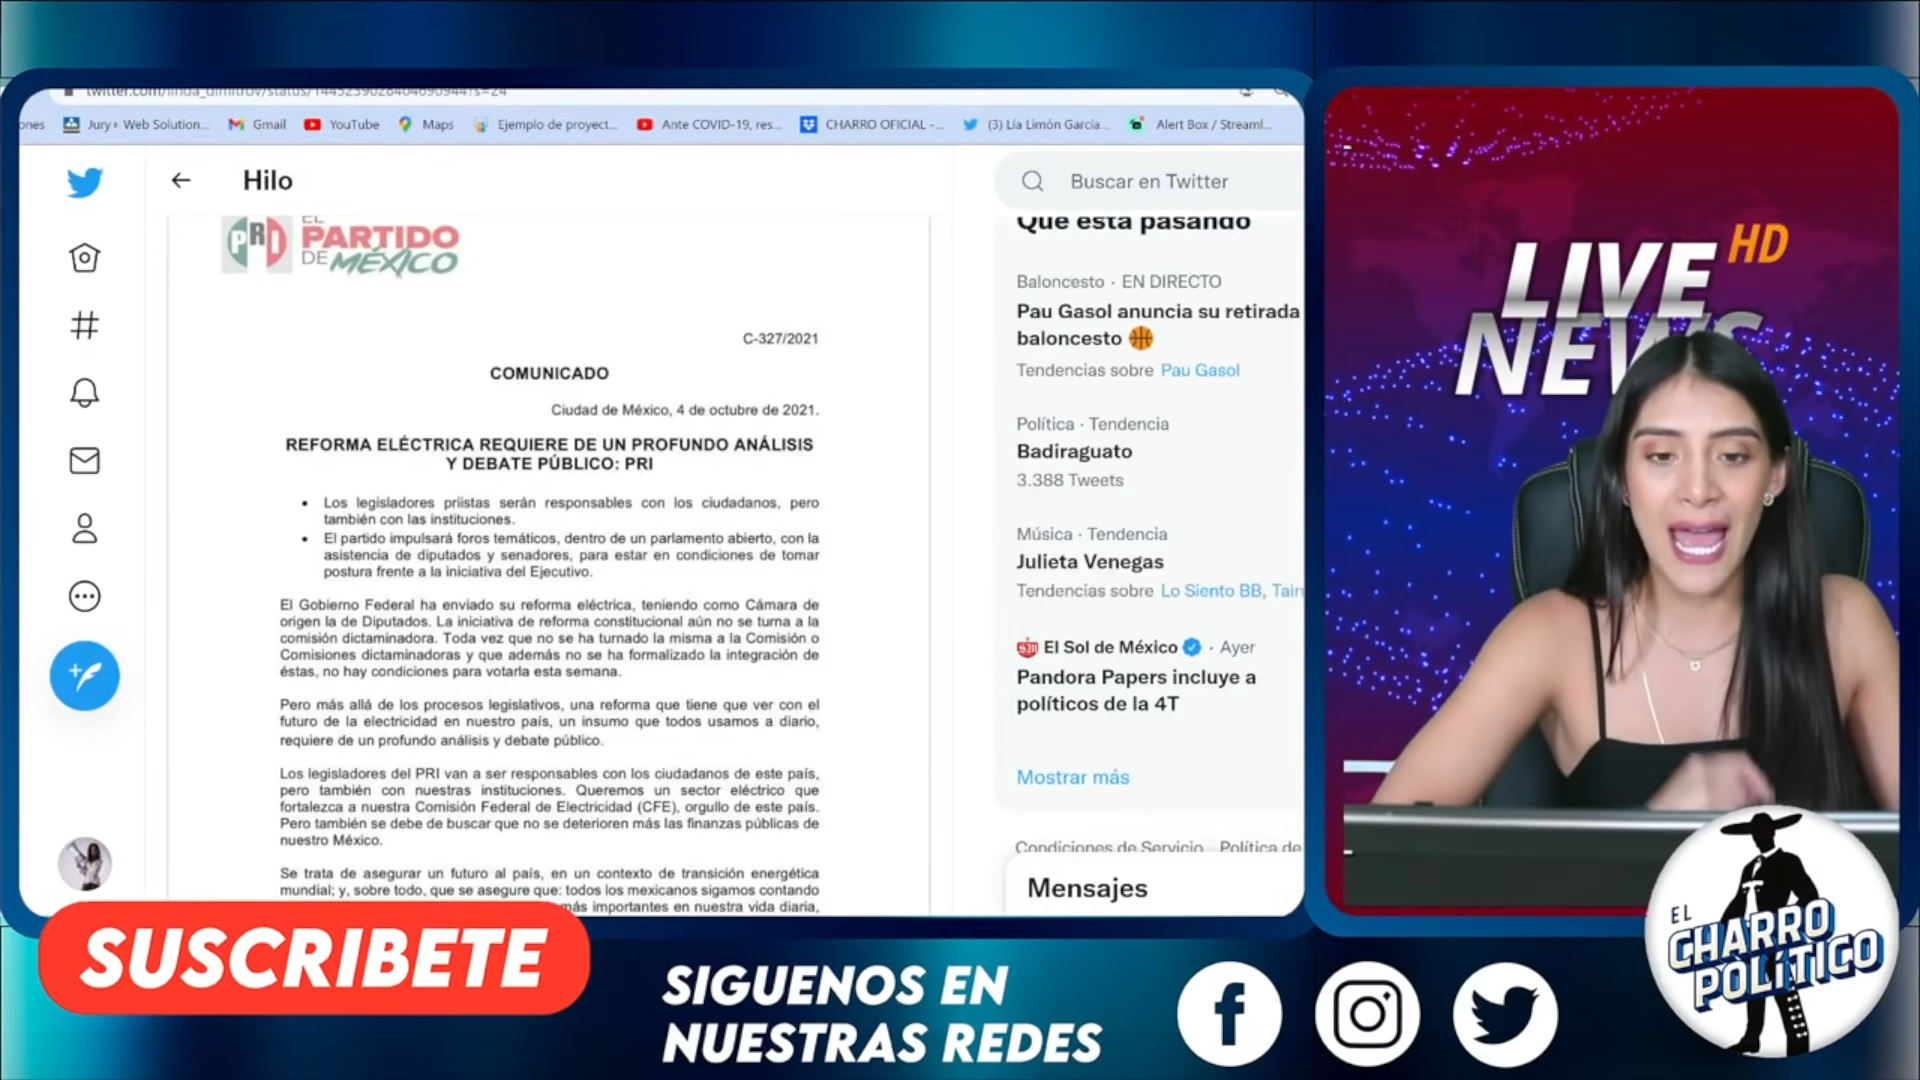 twitter.com/linda_dimitrov/status/1445239028404690944?s=24
ones
Jury+ Web Solution...
Gmail
YouTube
Maps
Ejemplo de proyect...
Ante COVID-19, res...
CHARRO OFICIAL -...
(3) Lía Limón García...
Alert Box / Streaml...
Hilo
PRI
EL
PARTIDO
DE MÉXICO
C-327/2021
COMUNICADO
Ciudad de México, 4 de octubre de 2021.
REFORMA ELÉCTRICA REQUIERE DE UN PROFUNDO ANÁLISIS
Y DEBATE PÚBLICO: PRI
• Los legisladores priistas serán responsables con los ciudadanos, pero
también con las instituciones.
• El partido impulsará foros temáticos, dentro de un parlamento abierto, con la
asistencia de diputados y senadores, para estar en condiciones de tomar
postura frente a la iniciativa del Ejecutivo.
El Gobierno Federal ha enviado su reforma eléctrica, teniendo como Cámara de
origen la de Diputados. La iniciativa de reforma constitucional aún no se turna a la
comisión dictaminadora. Toda vez que no se ha turnado la misma a la Comisión o
Comisiones dictaminadoras y que además no se ha formalizado la integración de
éstas, no hay condiciones para votarla esta semana.
Pero más allá de los procesos legislativos, una reforma que tiene que ver con el
futuro de la electricidad en nuestro país, un insumo que todos usamos a diario,
requiere de un profundo análisis y debate público.
Los legisladores del PRI van a ser responsables con los ciudadanos de este país,
pero también con nuestras instituciones. Queremos un sector eléctrico que
fortalezca a nuestra Comisión Federal de Electricidad (CFE), orgullo de este país.
Pero también se debe de buscar que no se deterioren más las finanzas públicas de
nuestro México.
Se trata de asegurar un futuro al país, en un contexto de transición energética
mundial; y, sobre todo, que se asegure que: todos los mexicanos sigamos contando
más importantes en nuestra vida diaria,
Buscar en Twitter
Qué está pasando
Baloncesto · EN DIRECTO
Pau Gasol anuncia su retirada
baloncesto
Tendencias sobre Pau Gasol
Política · Tendencia
Badiraguato
3.388 Tweets
Música · Tendencia
Julieta Venegas
Tendencias sobre Lo Siento BB, Tain
El Sol de México · Ayer
Pandora Papers incluye a
políticos de la 4T
Mostrar más
Condiciones de Servicio Política de
Mensajes
LIVE HD
NEWS
SUSCRIBETE
SIGUENOS EN
NUESTRAS REDES
EL
CHARRO
POLÍTICO